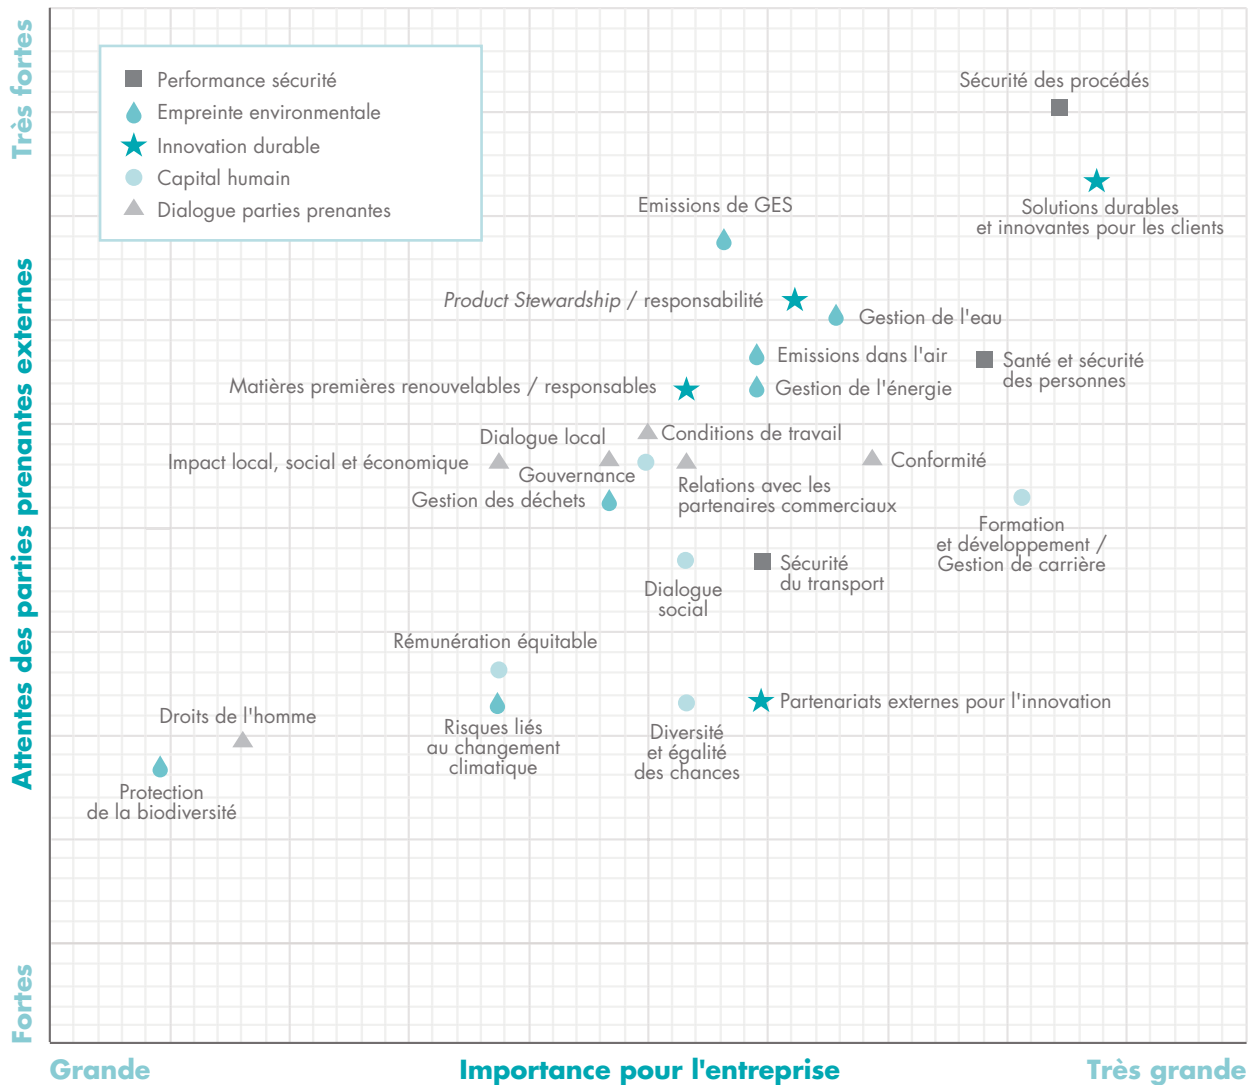 Très fortes
Attentes des parties prenantes externes
Fortes
Performance sécurité
Empreinte environnementale
Innovation durable
Capital humain
Dialogue parties prenantes
Sécurité des procédés
Solutions durables
et innovantes pour les clients
Emissions de GES
Product Stewardship / responsabilité
Gestion de l'eau
Emissions dans l'air
Santé et sécurité
des personnes
Matières premières renouvelables / responsables
Gestion de l'énergie
Conditions de travail
Dialogue local
Impact local, social et économique
Gouvernance
Conformité
Relations avec les
partenaires commerciaux
Gestion des déchets
Formation
et développement /
Gestion de carrière
Sécurité
du transport
Dialogue
social
Rémunération équitable
Partenariats externes pour l'innovation
Droits de l'homme
Risques liés
au changement
climatique
Diversité
et égalité
des chances
Protection
de la biodiversité
Grande
Importance pour l'entreprise
Très grande